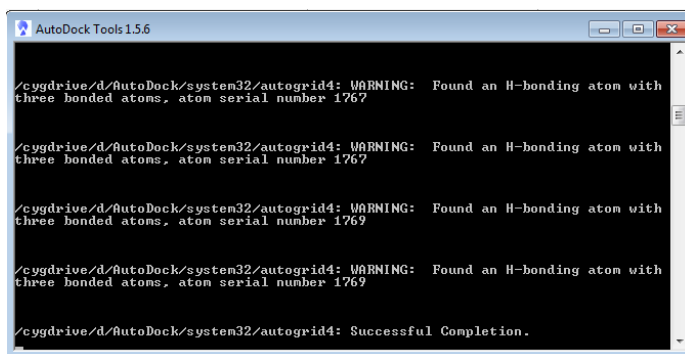 AutoDock Tools 1.5.6
/cygdrive/d/AutoDock/system32/autogrid4: WARNING:  Found an H-bonding atom with
three bonded atoms, atom serial number 1767
/cygdrive/d/AutoDock/system32/autogrid4: WARNING:  Found an H-bonding atom with
three bonded atoms, atom serial number 1767
/cygdrive/d/AutoDock/system32/autogrid4: WARNING:  Found an H-bonding atom with
three bonded atoms, atom serial number 1769
/cygdrive/d/AutoDock/system32/autogrid4: WARNING:  Found an H-bonding atom with
three bonded atoms, atom serial number 1769
/cygdrive/d/AutoDock/system32/autogrid4: Successful Completion.